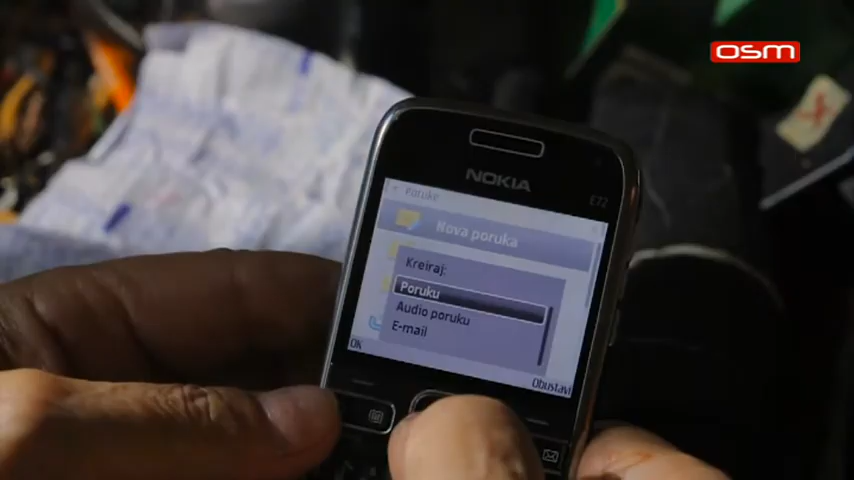 OSM
NOKIA
E72
Poruke
Nova poruka
Kreiraj:
Poruku
Audio poruku
E-mail
OK
Obustavi